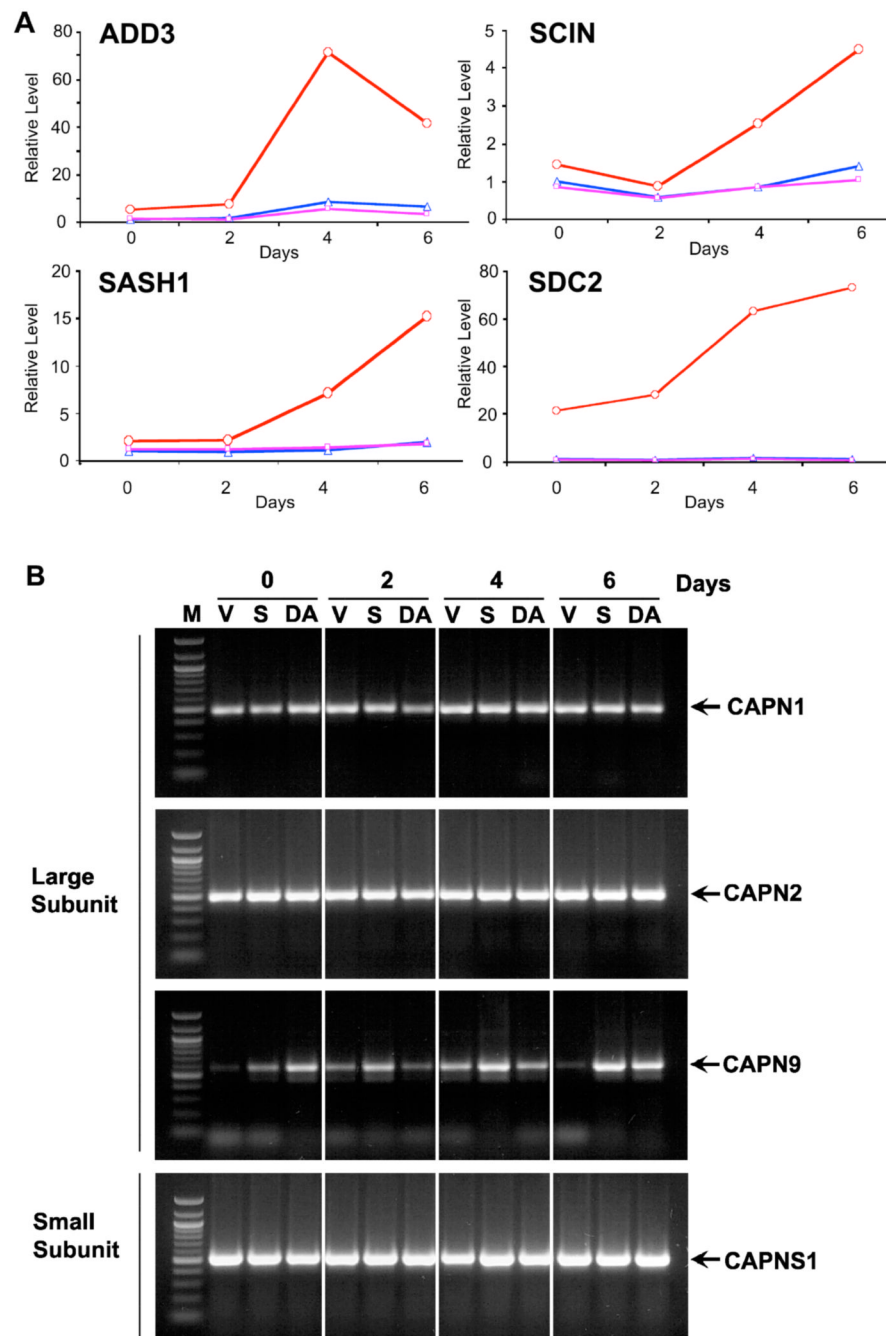 A
ADD3
Relative Level
80
60
40
20
0
0 2 4 6
Days
SCIN
Relative Level
5
4
3
2
1
0
0 2 4 6
Days
SASH1
Relative Level
20
15
10
5
0
0 2 4 6
Days
SDC2
Relative Level
80
60
40
20
0
0 2 4 6
Days
B
0 2 4 6 Days
M V S DA V S DA V S DA V S DA
CAPN1
Large
Subunit
CAPN2
CAPN9
Small
Subunit
CAPNS1